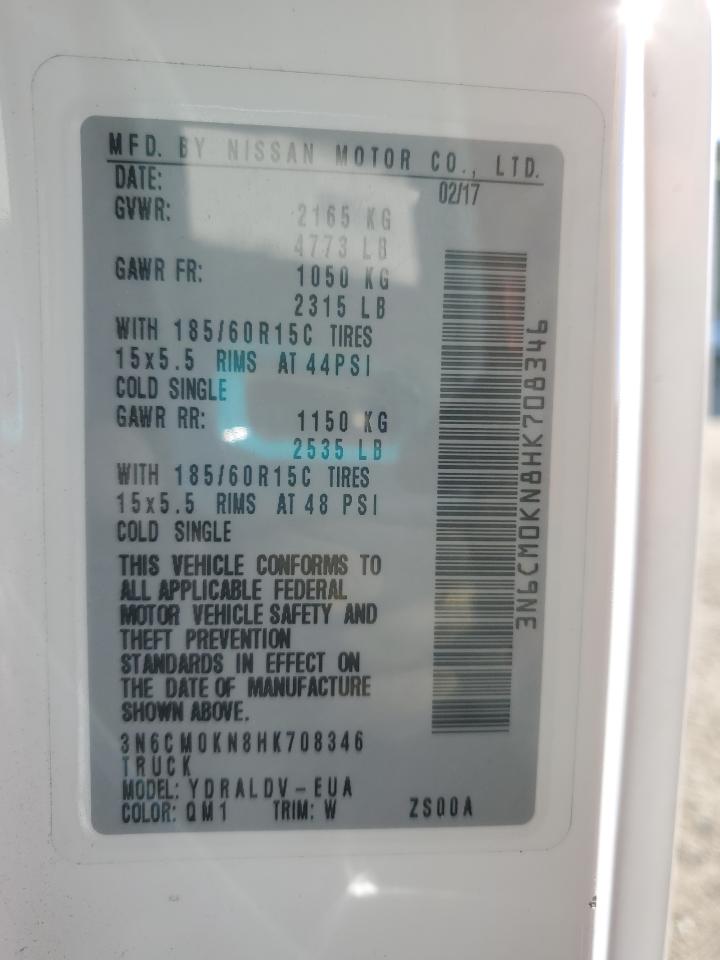 MFD. BY NISSAN MOTOR CO., LTD.
DATE: 02/17
GVWR: 2165 KG
4773 LB
GAWR FR: 1050 KG
2315 LB
WITH 185/60R15C TIRES
15x5.5 RIMS AT 44PSI
COLD SINGLE
GAWR RR: 1150 KG
2535 LB
WITH 185/60R15C TIRES
15x5.5 RIMS AT 48 PSI
COLD SINGLE
THIS VEHICLE CONFORMS TO
ALL APPLICABLE FEDERAL
MOTOR VEHICLE SAFETY AND
THEFT PREVENTION
STANDARDS IN EFFECT ON
THE DATE OF MANUFACTURE
SHOWN ABOVE.
3N6CM0KN8HK708346
TRUCK
MODEL: YDRALDV-EUA
COLOR: QM1 TRIM: W ZS00A
3N6CM0KN8HK708346